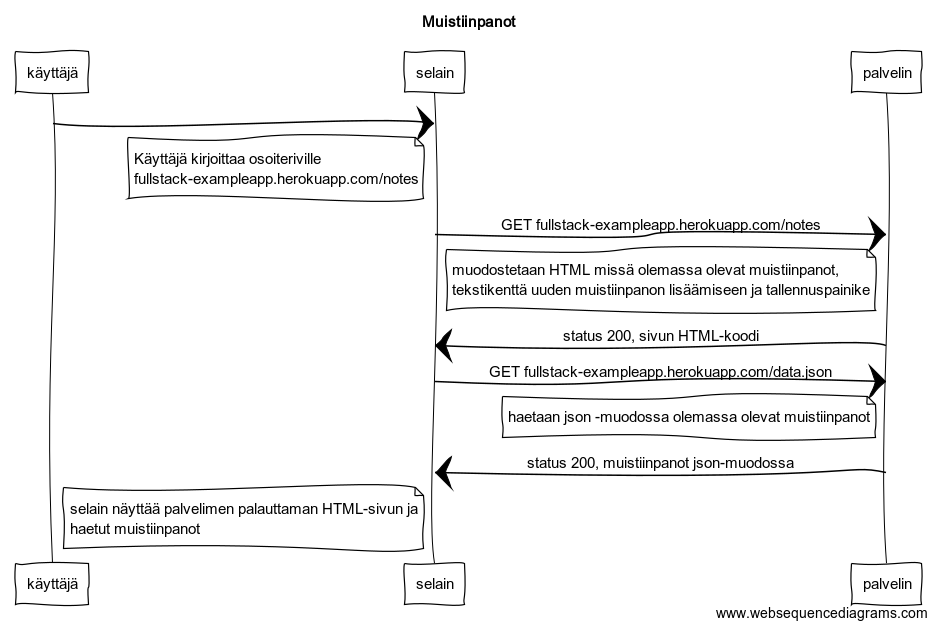 Muistiinpanot
käyttäjä
selain
palvelin
Käyttäjä kirjoittaa osoiteriville
fullstack-exampleapp.herokuapp.com/notes
GET fullstack-exampleapp.herokuapp.com/notes
muodostetaan HTML missä olemassa olevat muistiinpanot,
tekstikenttä uuden muistiinpanon lisäämiseen ja tallennuspainike
status 200, sivun HTML-koodi
GET fullstack-exampleapp.herokuapp.com/data.json
haetaan json -muodossa olemassa olevat muistiinpanot
status 200, muistiinpanot json-muodossa
selain näyttää palvelimen palauttaman HTML-sivun ja
haetut muistiinpanot
käyttäjä
selain
palvelin
www.websequencediagrams.com